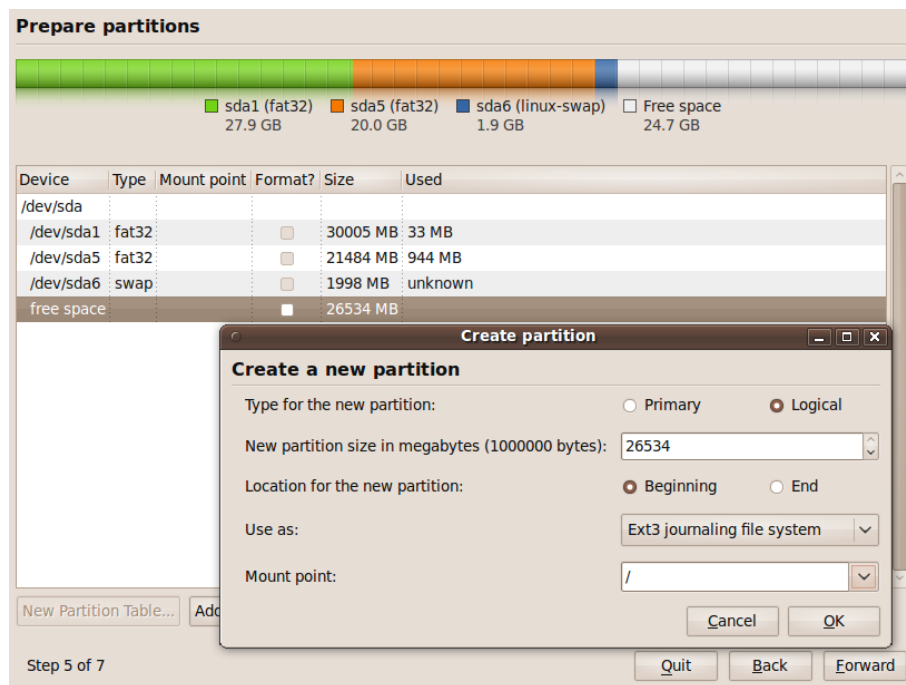 Prepare partitions
sda1 (fat32) sda5 (fat32) sda6 (linux-swap) Free space
27.9 GB 20.0 GB 1.9 GB 24.7 GB
Device Type Mount point Format? Size Used
/dev/sda
/dev/sda1 fat32 30005 MB 33 MB
/dev/sda5 fat32 21484 MB 944 MB
/dev/sda6 swap 1998 MB unknown
free space 26534 MB
Create partition
Create a new partition
Type for the new partition: Primary Logical
New partition size in megabytes (1000000 bytes): 26534
Location for the new partition: Beginning End
Use as: Ext3 journaling file system
Mount point: /
New Partition Table... Add
Cancel OK
Step 5 of 7 Quit Back Forward